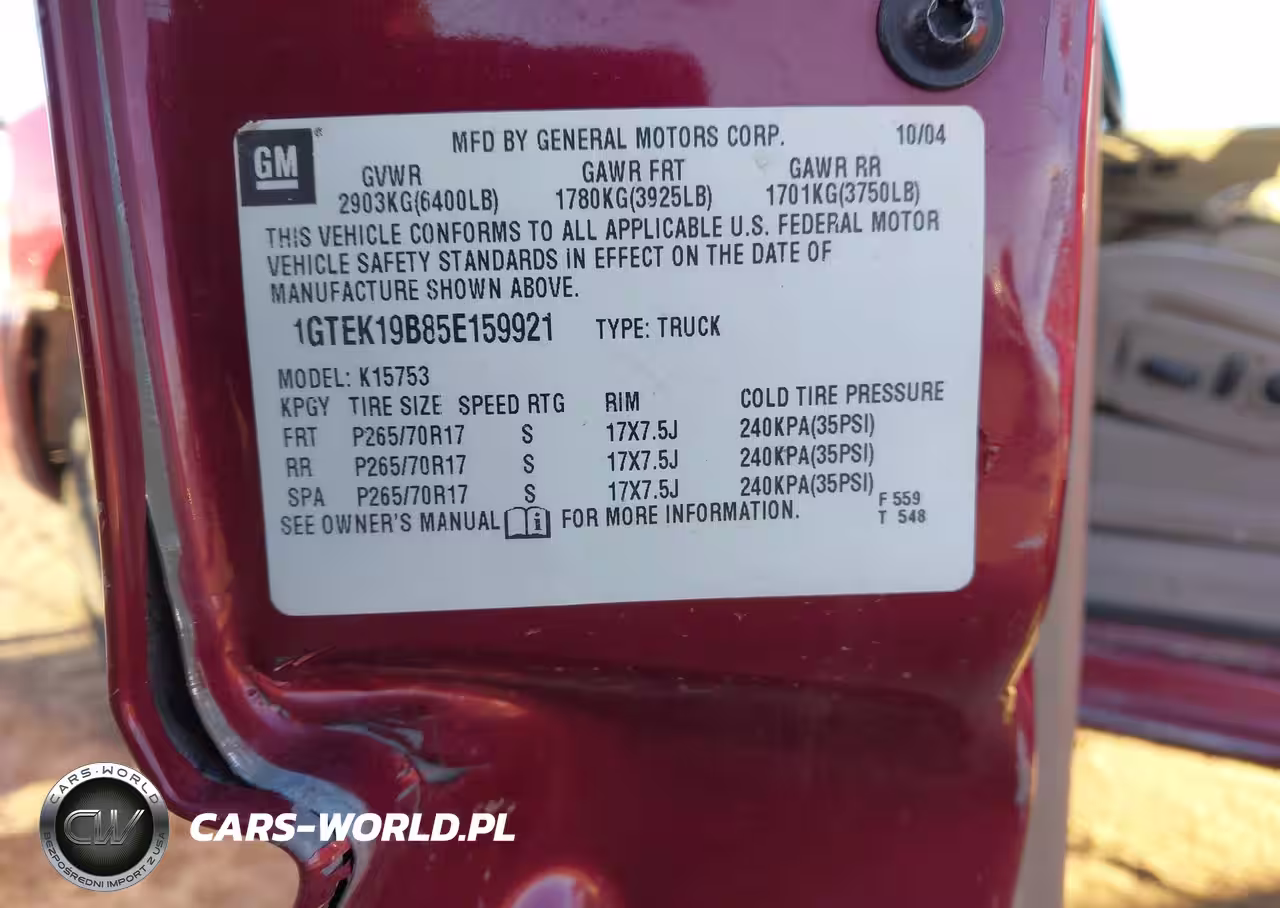 GM
MFD BY GENERAL MOTORS CORP. 10/04
GVWR GAWR FRT GAWR RR
2903KG(6400LB) 1780KG(3925LB) 1701KG(3750LB)
THIS VEHICLE CONFORMS TO ALL APPLICABLE U.S. FEDERAL MOTOR
VEHICLE SAFETY STANDARDS IN EFFECT ON THE DATE OF
MANUFACTURE SHOWN ABOVE.
1GTEK19B85E159921 TYPE: TRUCK
MODEL: K15753
KPGY TIRE SIZE SPEED RTG RIM COLD TIRE PRESSURE
FRT P265/70R17 S 17X7.5J 240KPA(35PSI)
RR P265/70R17 S 17X7.5J 240KPA(35PSI)
SPA P265/70R17 S 17X7.5J 240KPA(35PSI)
F 559
SEE OWNER'S MANUAL FOR MORE INFORMATION. T 548
CARS-WORLD
CW
BEZPOŚREDNI IMPORT Z USA
CARS-WORLD.PL